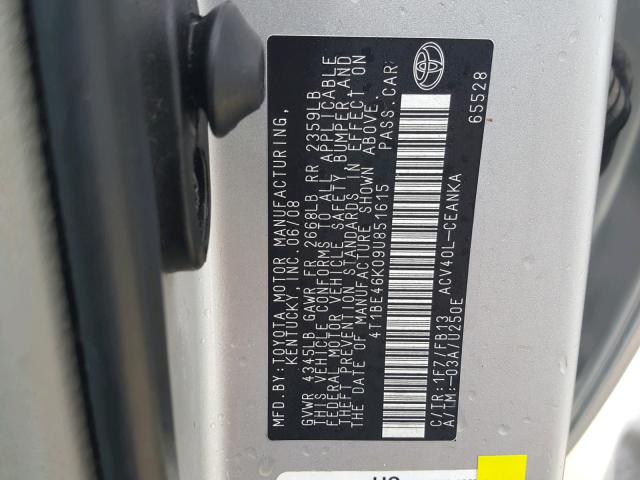 MFD.BY:TOYOTA MOTOR MANUFACTURING,
KENTUCKY, INC.06/08
GVWR 4345LB GAWR FR 2668LB RR 2359LB
THIS VEHICLE CONFORMS TO ALL APPLICABLE
FEDERAL MOTOR VEHICLE SAFETY, BUMPER,AND
THEFT PREVENTION STANDARDS IN EFFECT ON
THE DATE OF MANUFACTURE SHOWN ABOVE.
4T1BE46K09U851615 PASS.CAR
C/TR:1F7/FB13 ACV40L-CEANKA
A/TM:-03A/U250E
65528